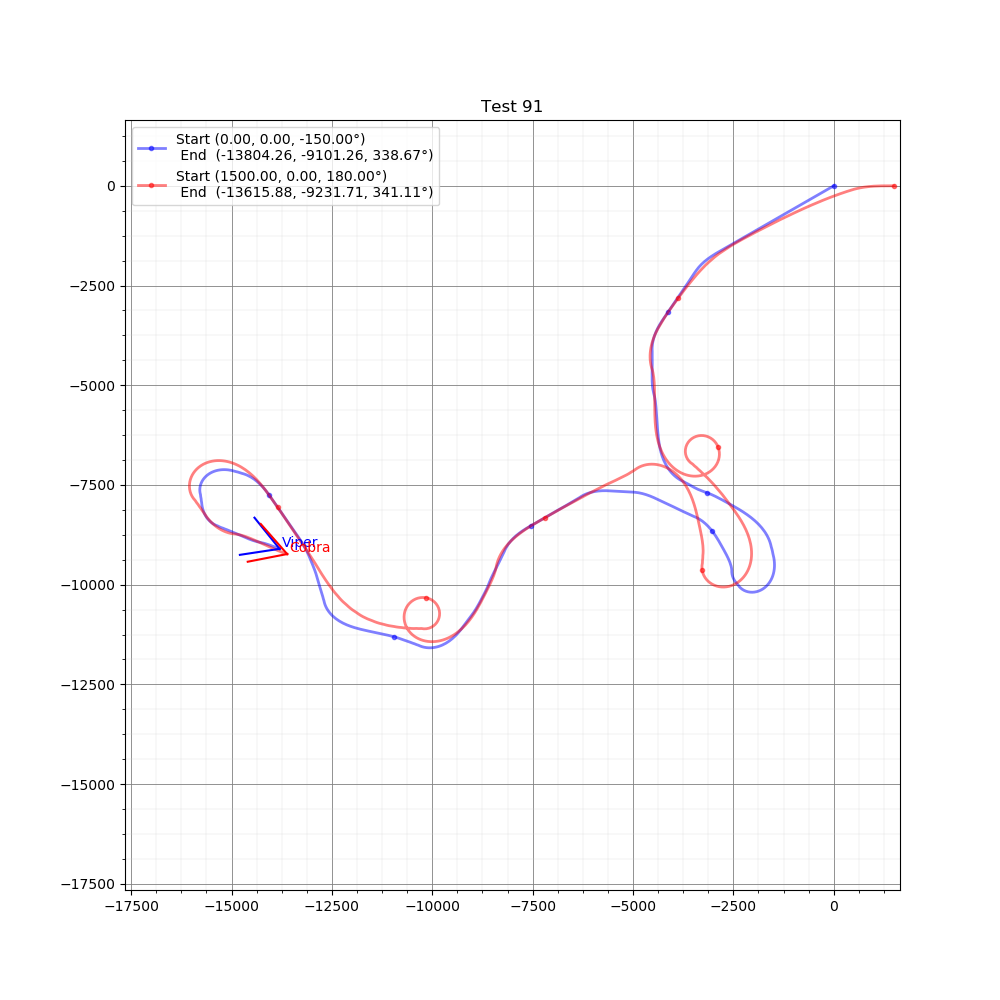 Test 91
Start (0.00, 0.00, -150.00°)
End (-13804.26, -9101.26, 338.67°)
Start (1500.00, 0.00, 180.00°)
End (-13615.88, -9231.71, 341.11°)
0
−2500
−5000
−7500
−10000
−12500
−15000
−17500
Viper
Cobra
−17500 −15000 −12500 −10000 −7500 −5000 −2500 0